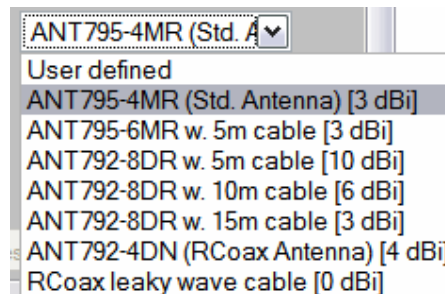 ANT795-4MR (Std.
User defined
ANT795-4MR (Std. Antenna) [3 dBi]
ANT795-6MR w. 5m cable [3 dBi]
ANT792-8DR w. 5m cable [10 dBi]
ANT792-8DR w. 10m cable [6 dBi]
ANT792-8DR w. 15m cable [3 dBi]
ANT792-4DN (RCoax Antenna) [4 dBi]
RCoax leaky wave cable [0 dBi]